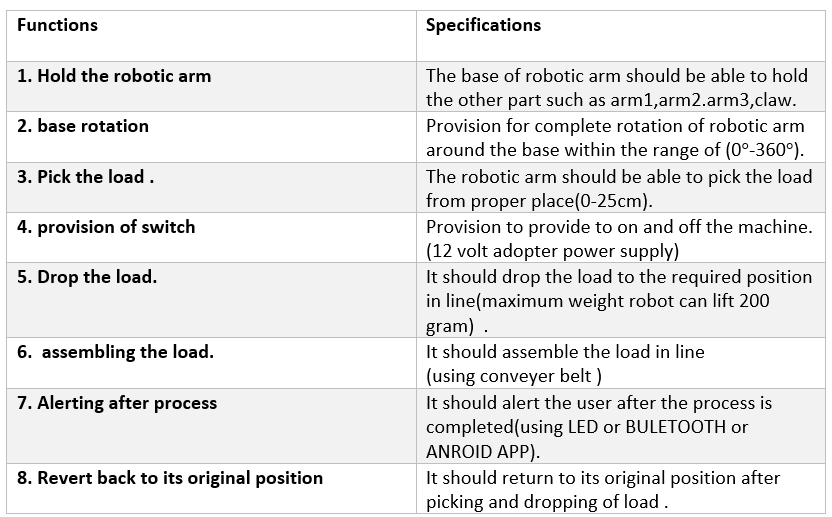 Functions
Specifications
1. Hold the robotic arm
The base of robotic arm should be able to hold
the other part such as arm1,arm2.arm3,claw.
2. base rotation
Provision for complete rotation of robotic arm
around the base within the range of (0°-360°).
3. Pick the load .
The robotic arm should be able to pick the load
from proper place(0-25cm).
4. provision of switch
Provision to provide to on and off the machine.
(12 volt adopter power supply)
5. Drop the load.
It should drop the load to the required position
in line(maximum weight robot can lift 200
gram)  .
6.  assembling the load.
It should assemble the load in line
(using conveyer belt )
7. Alerting after process
It should alert the user after the process is
completed(using LED or BULETOOTH or
ANROID APP).
8. Revert back to its original position
It should return to its original position after
picking and dropping of load .